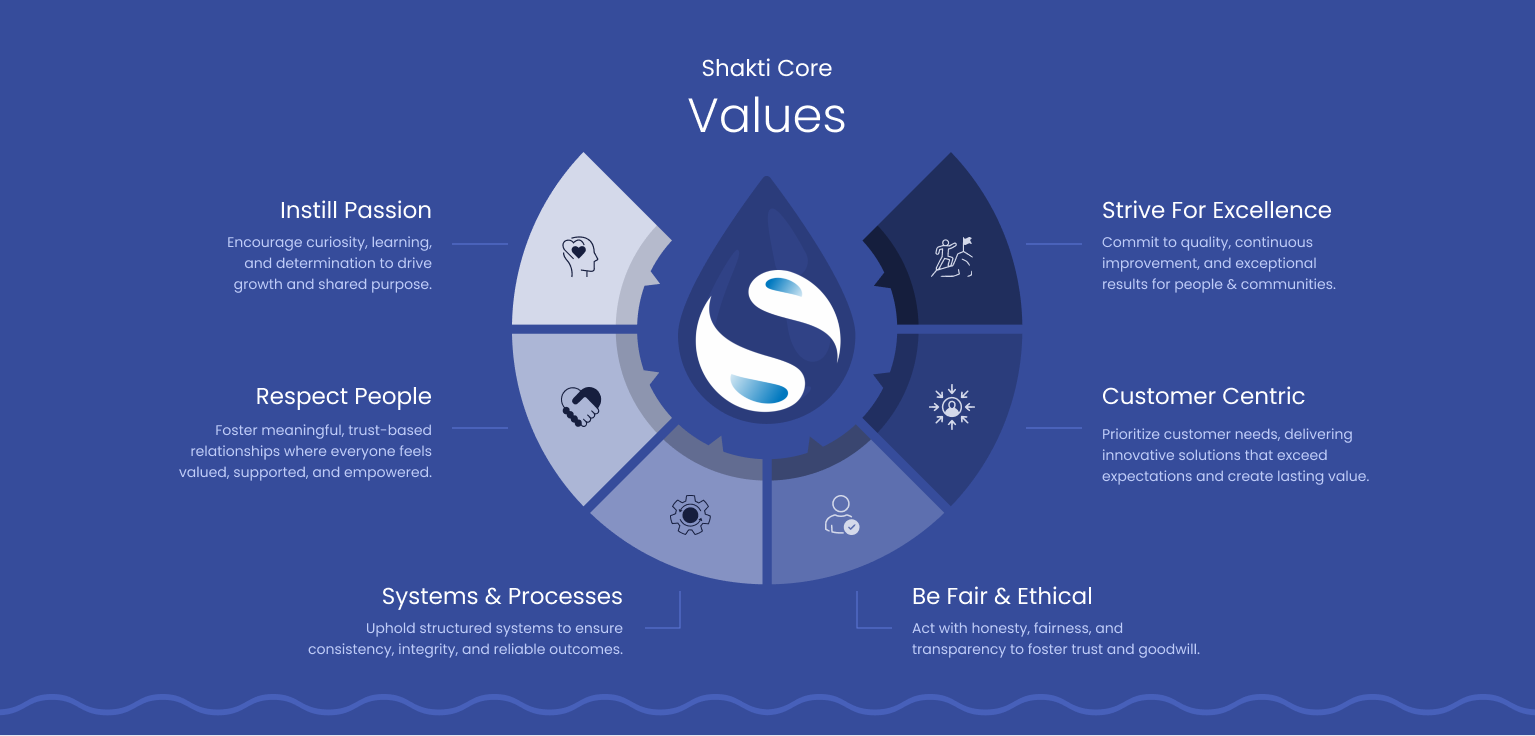 Shakti Core
Values
Instill Passion
Encourage curiosity, learning,
and determination to drive
growth and shared purpose.
Strive For Excellence
Commit to quality, continuous
improvement, and exceptional
results for people & communities.
Respect People
Foster meaningful, trust-based
relationships where everyone feels
valued, supported, and empowered.
Customer Centric
Prioritize customer needs, delivering
innovative solutions that exceed
expectations and create lasting value.
Systems & Processes
Uphold structured systems to ensure
consistency, integrity, and reliable outcomes.
Be Fair & Ethical
Act with honesty, fairness, and
transparency to foster trust and goodwill.